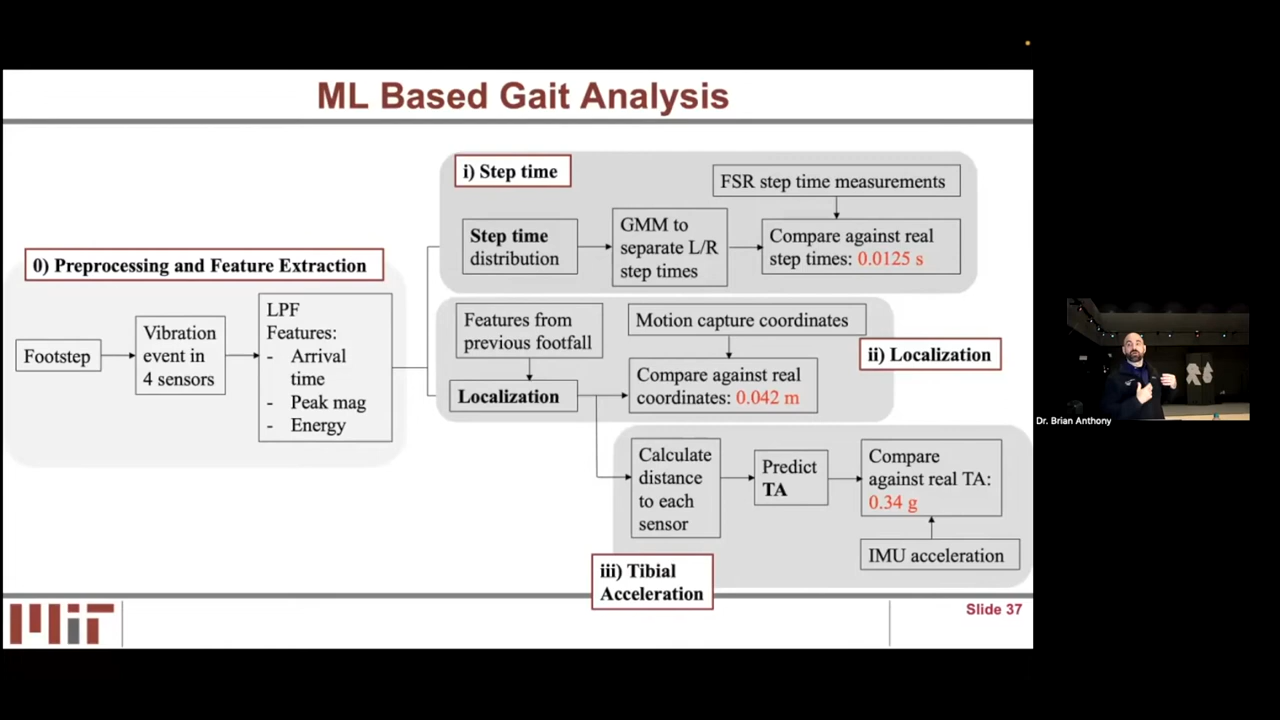 ML Based Gait Analysis
0) Preprocessing and Feature Extraction
Footstep
Vibration
event in
4 sensors
LPF
Features:
- Arrival
time
- Peak mag
- Energy
i) Step time
Step time
distribution
GMM to
separate L/R
step times
FSR step time measurements
Compare against real
step times: 0.0125 s
Features from
previous footfall
Localization
Motion capture coordinates
Compare against real
coordinates: 0.042 m
ii) Localization
Calculate
distance
to each
sensor
Predict
TA
Compare
against real TA:
0.34 g
IMU acceleration
iii) Tibial
Acceleration
MIT
Slide 37
Dr. Brian Anthony